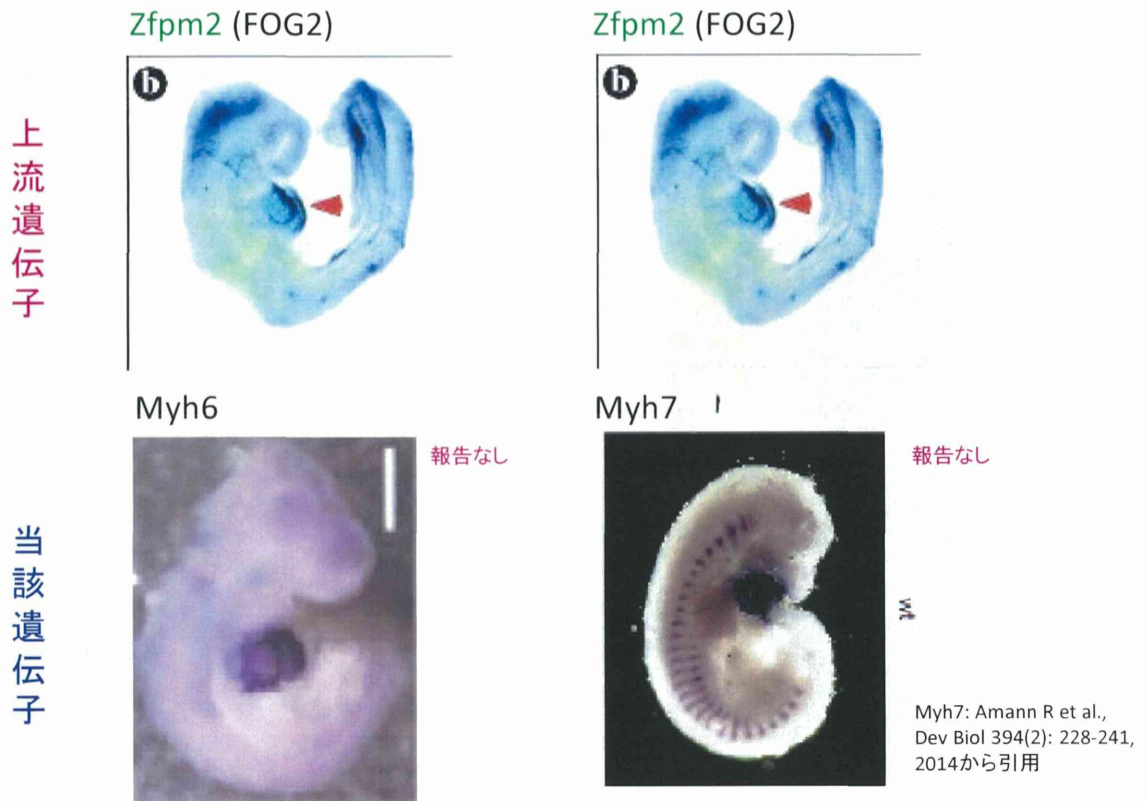 Zfpm2 (FOG2)
Zfpm2 (FOG2)
b
b
上流遺伝子
Myh6
Myh7
報告なし
報告なし
当該遺伝子
wt
Myh7: Amann R et al.,
Dev Biol 394(2): 228-241,
2014から引用